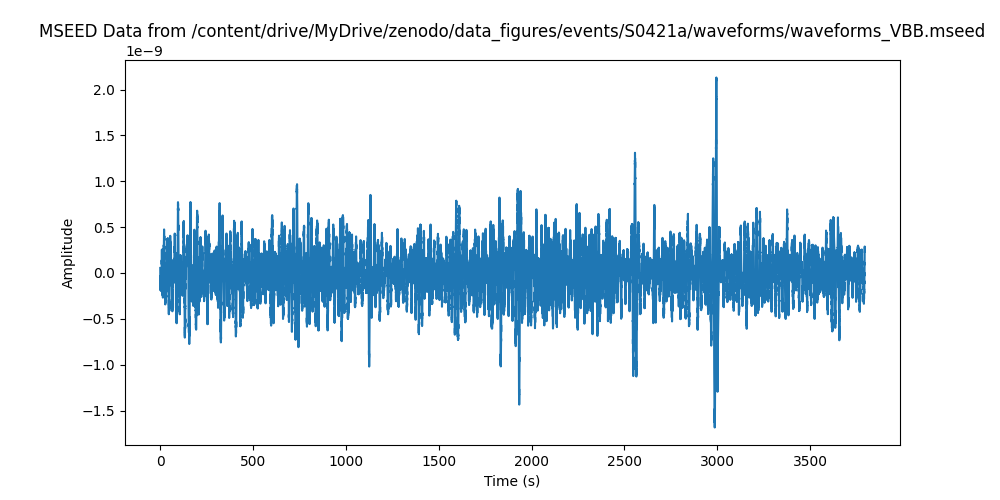 MSEED Data from /content/drive/MyDrive/zenodo/data_figures/events/S0421a/waveforms/waveforms_VBB.mseed
1e−9
2.0
1.5
1.0
0.5
0.0
−0.5
−1.0
−1.5
Amplitude
0 500 1000 1500 2000 2500 3000 3500
Time (s)